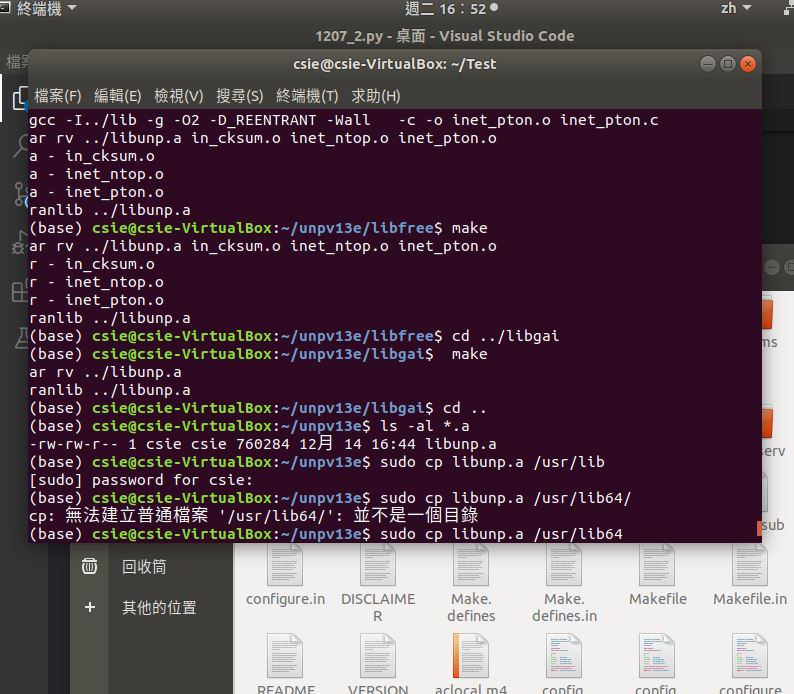 終端機
週二 16：52
zh
1207_2.py - 桌面 - Visual Studio Code
檔案
csie@csie-VirtualBox: ~/Test
檔案(F) 編輯(E) 檢視(V) 搜尋(S) 終端機(T) 求助(H)
gcc -I../lib -g -O2 -D_REENTRANT -Wall   -c -o inet_pton.o inet_pton.c
ar rv ../libunp.a in_cksum.o inet_ntop.o inet_pton.o
a - in_cksum.o
a - inet_ntop.o
a - inet_pton.o
ranlib ../libunp.a
(base) csie@csie-VirtualBox:~/unpv13e/libfree$ make
ar rv ../libunp.a in_cksum.o inet_ntop.o inet_pton.o
r - in_cksum.o
r - inet_ntop.o
r - inet_pton.o
ranlib ../libunp.a
(base) csie@csie-VirtualBox:~/unpv13e/libfree$ cd ../libgai
(base) csie@csie-VirtualBox:~/unpv13e/libgai$  make
ar rv ../libunp.a
ranlib ../libunp.a
(base) csie@csie-VirtualBox:~/unpv13e/libgai$ cd ..
(base) csie@csie-VirtualBox:~/unpv13e$ ls -al *.a
-rw-rw-r-- 1 csie csie 760284 12月 14 16:44 libunp.a
(base) csie@csie-VirtualBox:~/unpv13e$ sudo cp libunp.a /usr/lib
[sudo] password for csie:
(base) csie@csie-VirtualBox:~/unpv13e$ sudo cp libunp.a /usr/lib64/
cp: 無法建立普通檔案 '/usr/lib64/': 並不是一個目錄
(base) csie@csie-VirtualBox:~/unpv13e$ sudo cp libunp.a /usr/lib64
ms
serv
sub
回收筒
其他的位置
configure.in
DISCLAIME
R
Make.
defines
Make.
defines.in
Makefile
Makefile.in
README
VERSION
aclocal.m4
config
config
configure